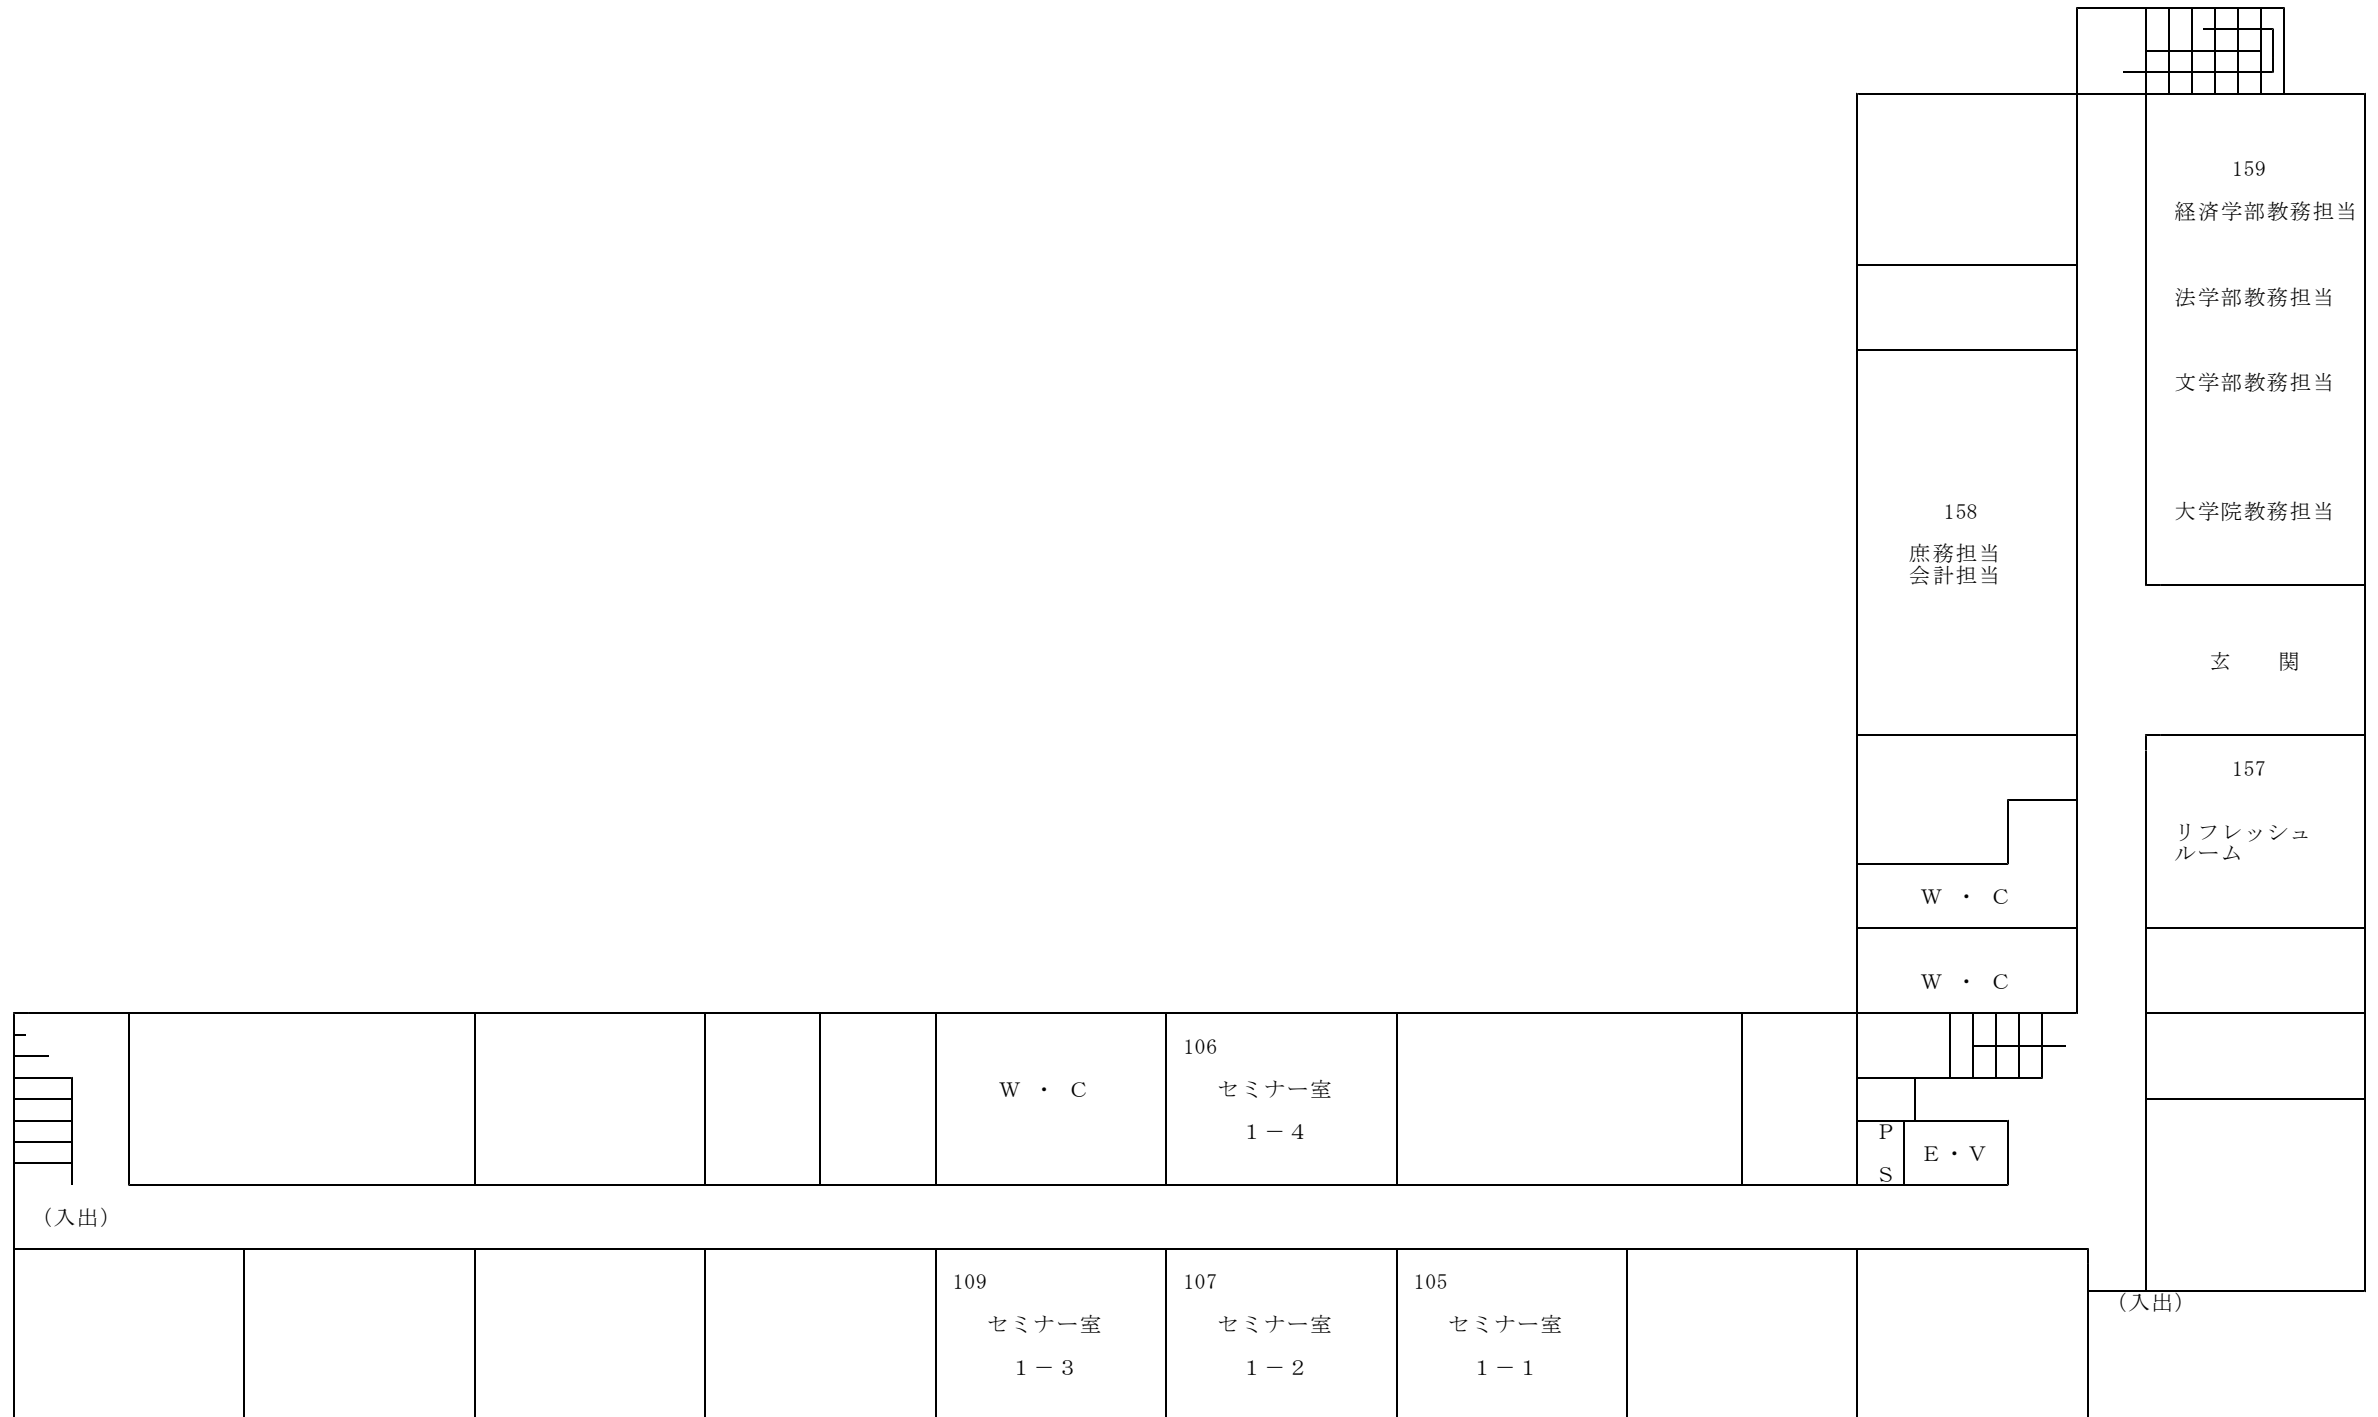 159
経済学部教務担当
法学部教務担当
文学部教務担当
大学院教務担当
158
庶務担当
会計担当
玄　　関
157
リフレッシュ
ルーム
W ・ C
W ・ C
106
セミナー室
１－４
W ・ C
P
S
E・V
（入出）
109
セミナー室
１－３
107
セミナー室
１－２
105
セミナー室
１－１
（入出）